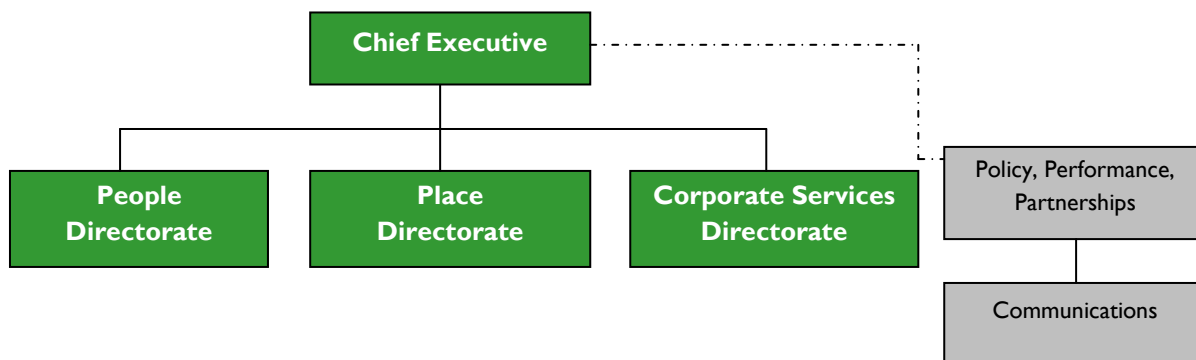 Chief Executive
People
Directorate
Place
Directorate
Corporate Services
Directorate
Policy, Performance,
Partnerships
Communications